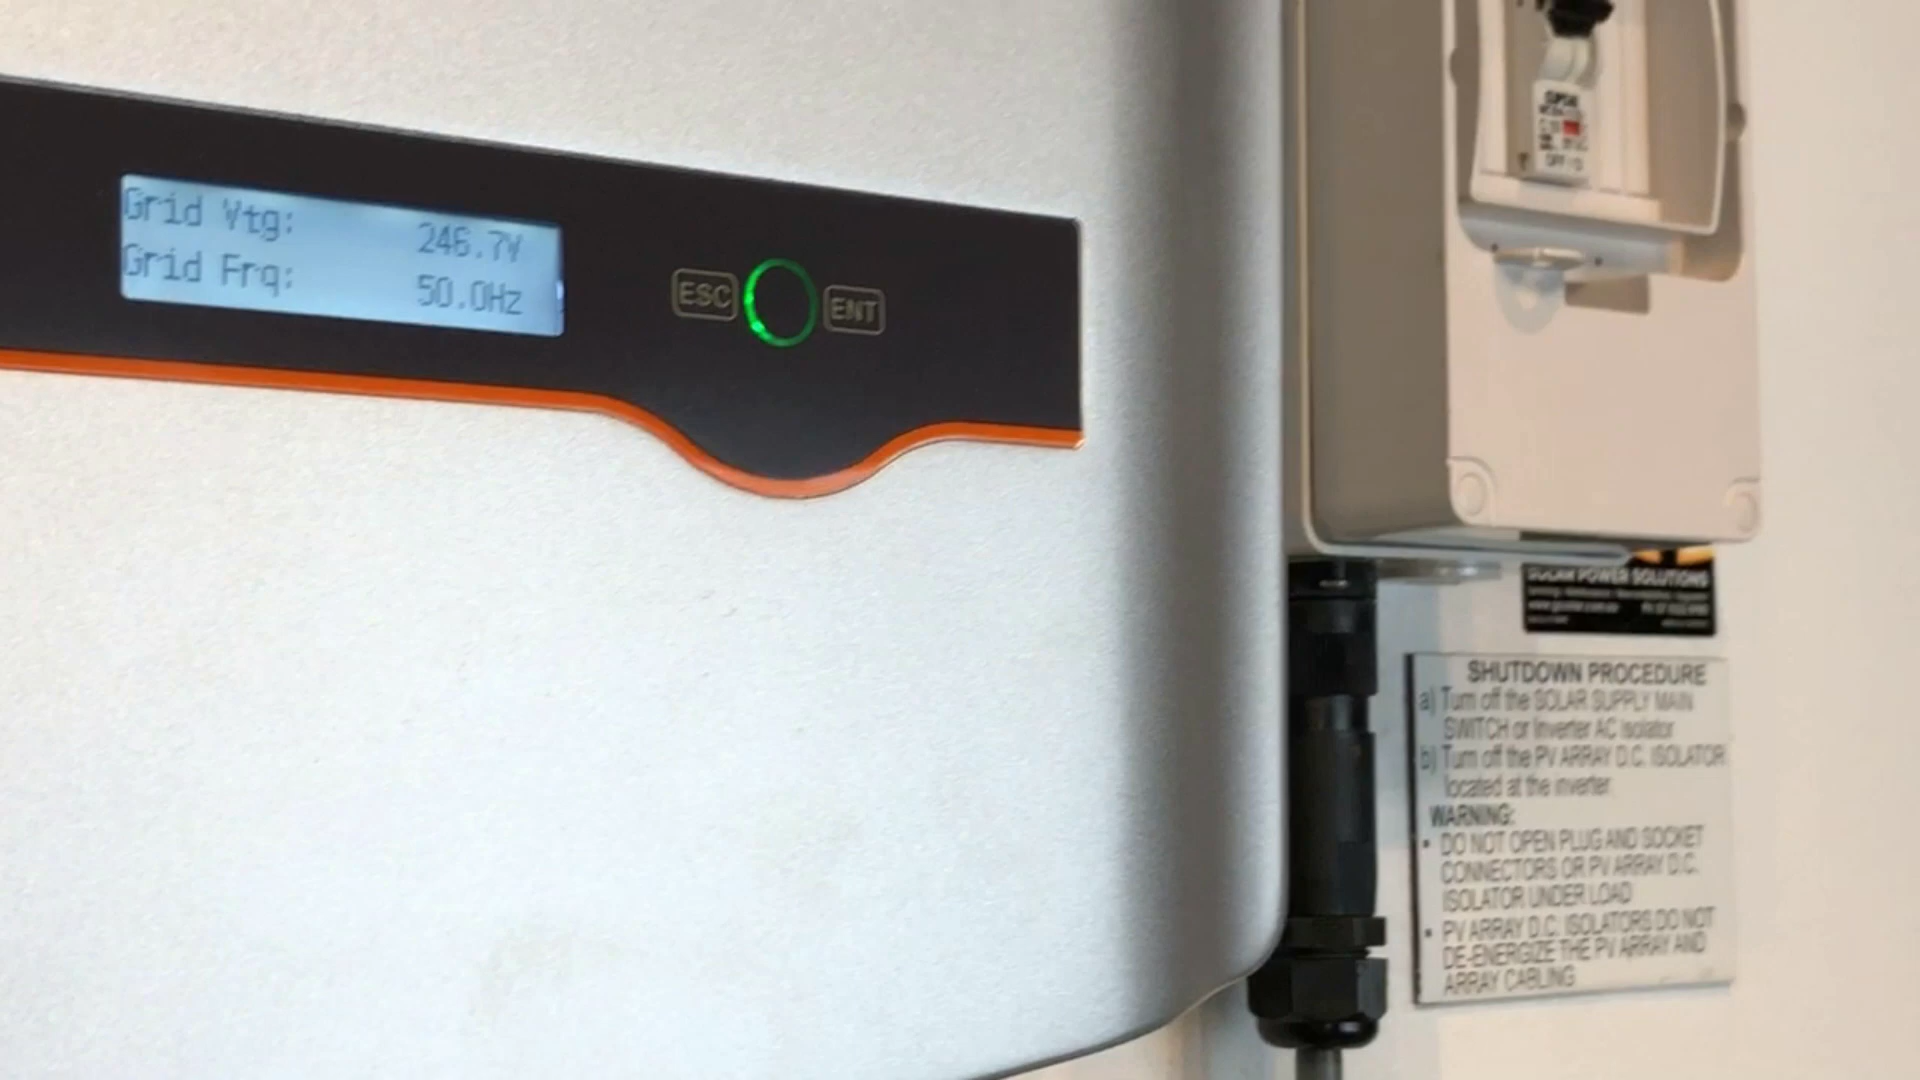 Grid Vtg:
246.7V
Grid Frq:
50.0Hz
ESC
ENT
SOLAR POWER SOLUTIONS
SHUTDOWN PROCEDURE
a) Turn off the SOLAR SUPPLY MAIN
SWITCH or Inverter AC Isolator
b) Turn off the PV ARRAY D.C. ISOLATOR
located at the inverter.
WARNING:
• DO NOT OPEN PLUG AND SOCKET
CONNECTORS OR PV ARRAY D.C.
ISOLATOR UNDER LOAD
• PV ARRAY D.C. ISOLATORS DO NOT
DE-ENERGIZE THE PV ARRAY AND
ARRAY CABLING